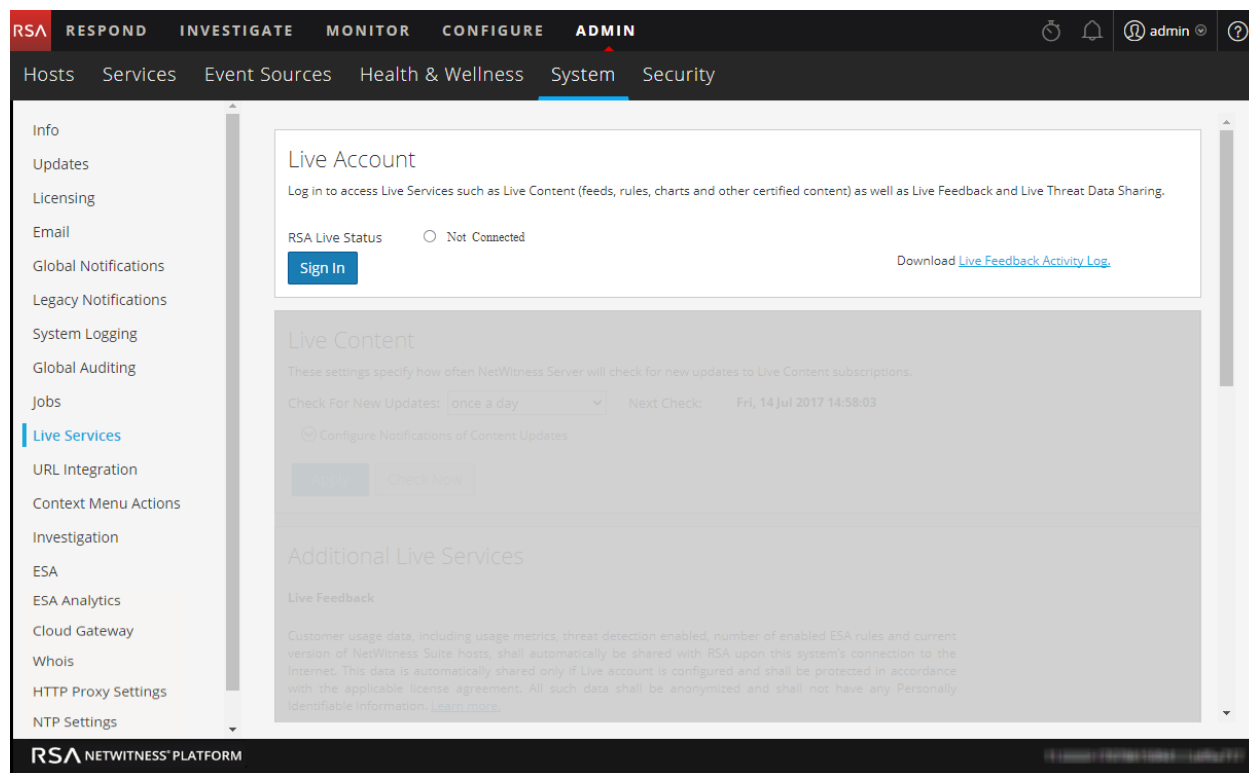 RSA RESPOND INVESTIGATE MONITOR CONFIGURE ADMIN admin ?
Hosts Services Event Sources Health & Wellness System Security
Info
Updates
Licensing
Email
Global Notifications
Legacy Notifications
System Logging
Global Auditing
Jobs
Live Services
URL Integration
Context Menu Actions
Investigation
ESA
ESA Analytics
Cloud Gateway
Whois
HTTP Proxy Settings
NTP Settings
Live Account
Log in to access Live Services such as Live Content (feeds, rules, charts and other certified content) as well as Live Feedback and Live Threat Data Sharing.
RSA Live Status Not Connected
Sign In
Download Live Feedback Activity Log.
Live Content
These settings specify how often NetWitness Server will check for new updates to Live Content subscriptions.
Check For New Updates: once a day Next Check: Fri, 14 Jul 2017 14:58:03
Configure Notifications of Content Updates
Apply Check Now
Additional Live Services
Live Feedback
Customer usage data, including usage metrics, threat detection enabled, number of enabled ESA rules and current
version of NetWitness Suite hosts, shall automatically be shared with RSA upon this system's connection to the
Internet. This data is automatically shared only if Live account is configured and shall be protected in accordance
with the applicable license agreement. All such data shall be anonymized and shall not have any Personally
Identifiable Information. Learn more.
RSA NETWITNESS® PLATFORM